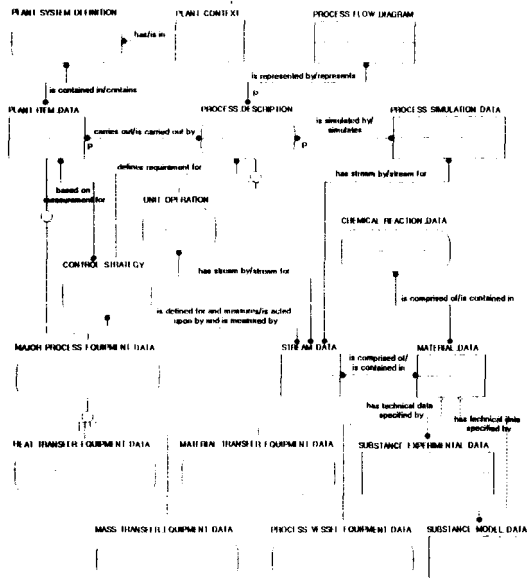 PLANT SYSTEM DEFINITION
PLANT CONTEXT
PROCESS FLOW DIAGRAM
has/is in
is contained in/contains
is represented by/represents
P
PLANT ITEM DATA
PROCESS DESCRIPTION
PROCESS SIMULATION DATA
carries out/is carried out by
P
is simulated by/
simulates
P
defines requirement for
has stream by/stream for
based on
measurement for
UNIT OPERATION
CHEMICAL REACTION DATA
CONTROL STRATEGY
has stream by/stream for
is comprised of/is contained in
is defined for and measures/is acted
upon by and is measured by
MAJOR PROCESS EQUIPMENT DATA
STREAM DATA
MATERIAL DATA
is comprised of/
is contained in
has technical data
specified by
has technical data
specified by
HEAT TRANSFER EQUIPMENT DATA
MATERIAL TRANSFER EQUIPMENT DATA
SUBSTANCE EXPERIMENTAL DATA
MASS TRANSFER EQUIPMENT DATA
PROCESS VESSEL EQUIPMENT DATA
SUBSTANCE MODEL DATA